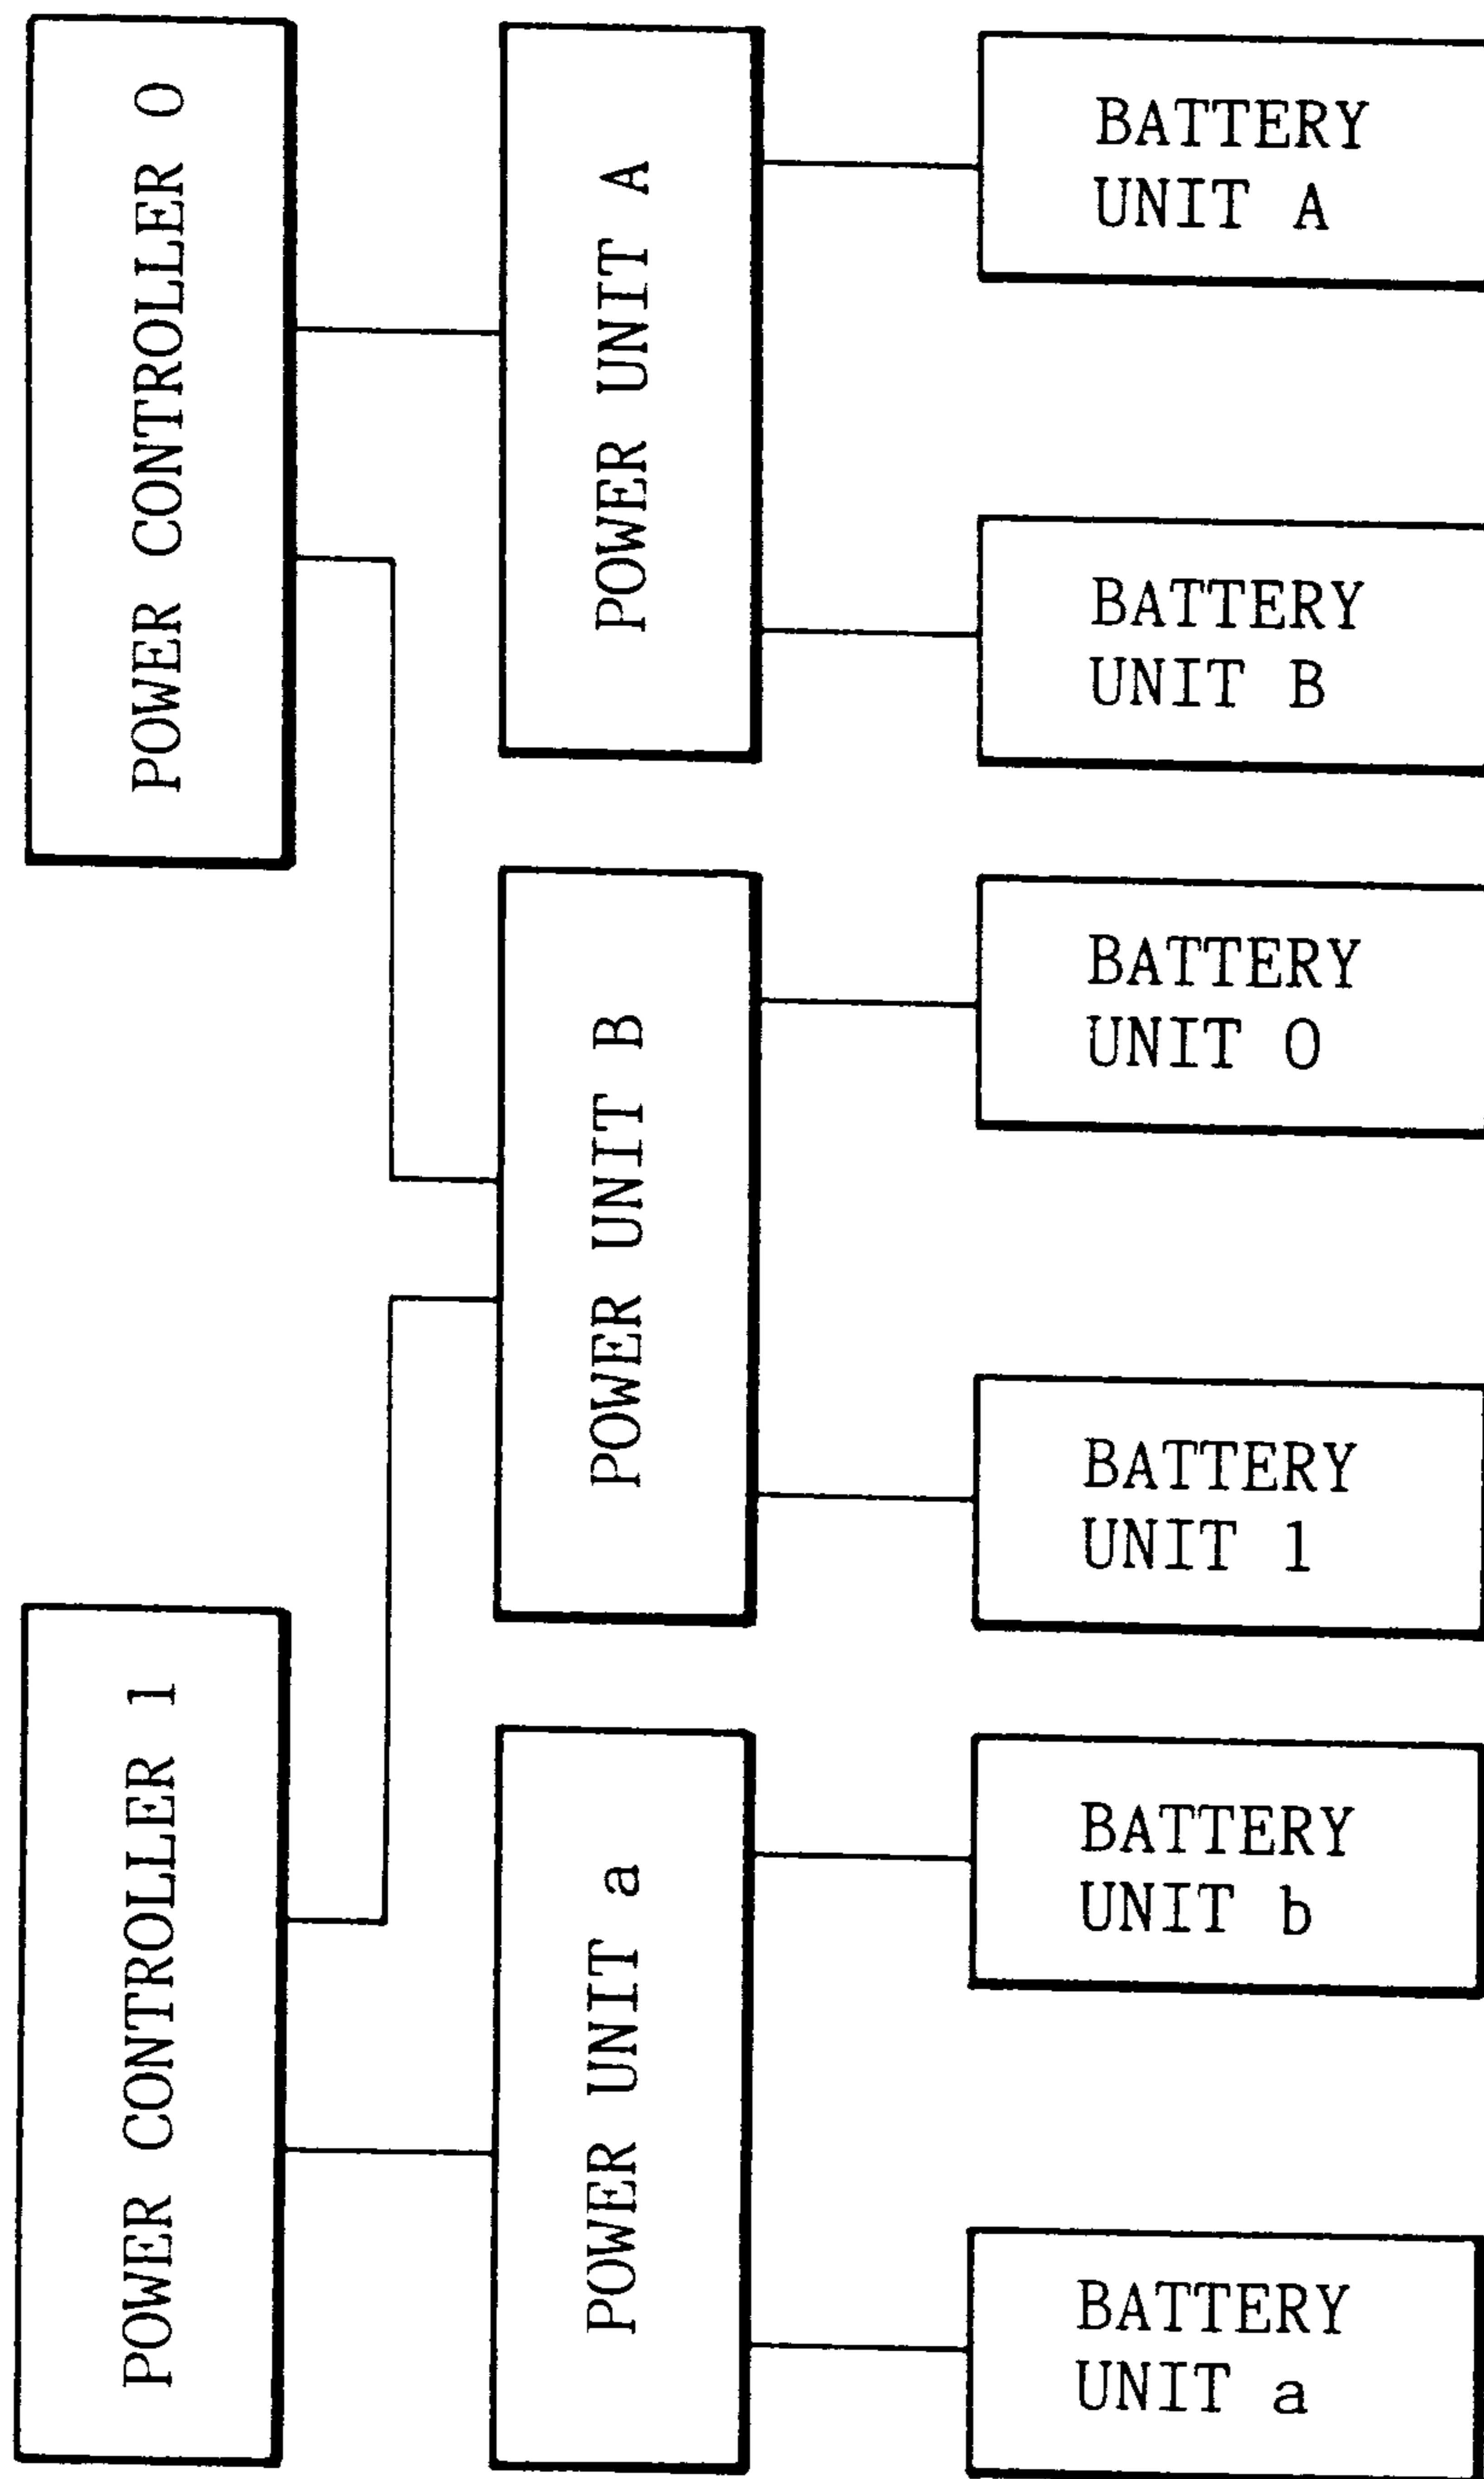 POWER CONTROLLER 0
POWER UNIT A
BATTERY
UNIT A
BATTERY
UNIT B
POWER UNIT B
BATTERY
UNIT 0
BATTERY
UNIT 1
POWER CONTROLLER 1
POWER UNIT a
BATTERY
UNIT b
BATTERY
UNIT a